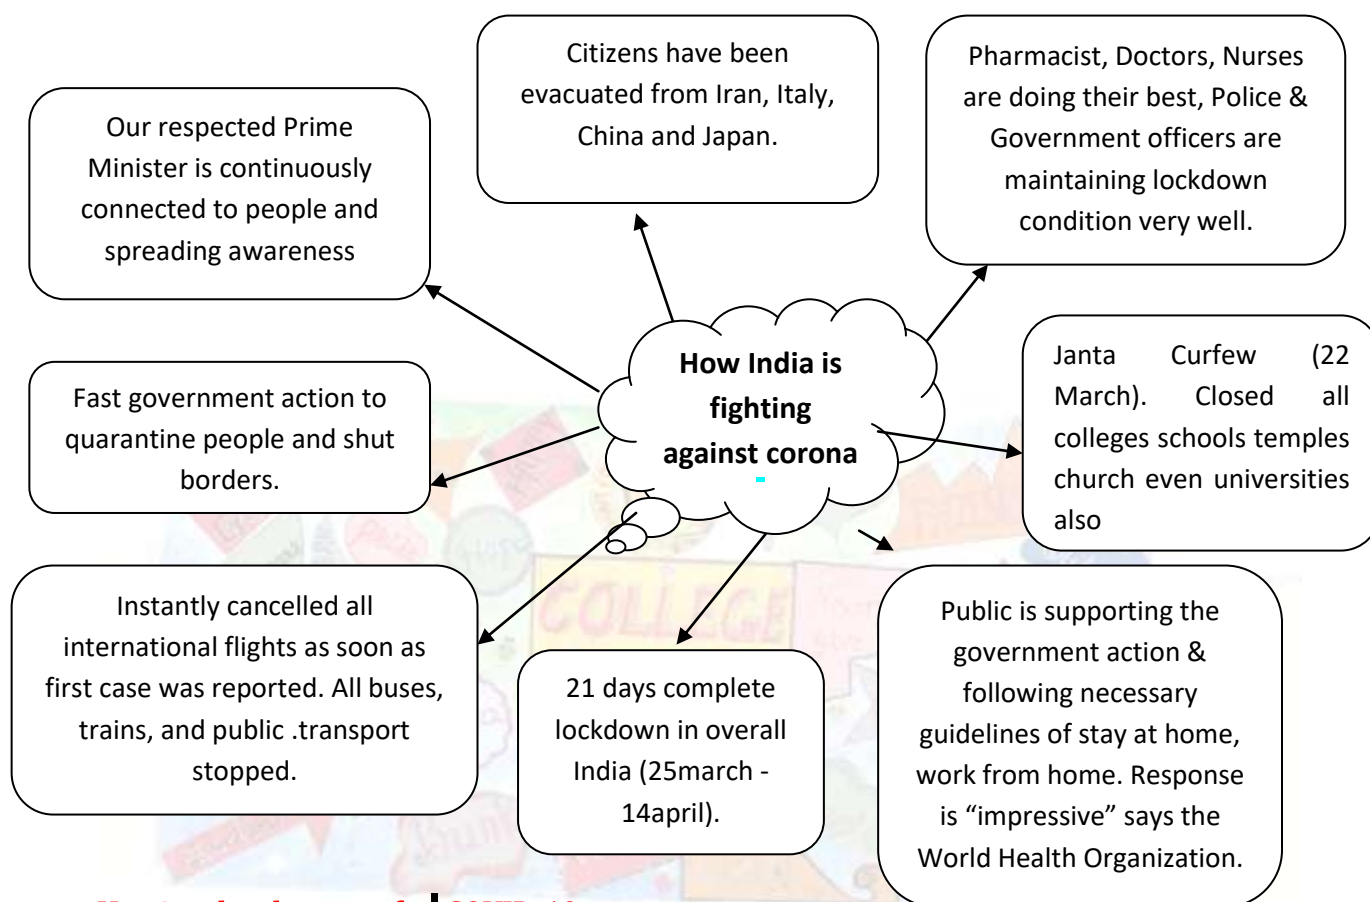 Citizens have been
evacuated from Iran, Italy,
China and Japan.
Pharmacist, Doctors, Nurses
are doing their best, Police &
Government officers are
maintaining lockdown
condition very well.
Our respected Prime
Minister is continuously
connected to people and
spreading awareness
How India is
fighting
against corona
Janta Curfew (22
March). Closed all
colleges schools temples
church even universities
also
Fast government action to
quarantine people and shut
borders.
Instantly cancelled all
international flights as soon as
first case was reported. All buses,
trains, and public .transport
stopped.
21 days complete
lockdown in overall
India (25march -
14april).
Public is supporting the
government action &
following necessary
guidelines of stay at home,
work from home. Response
is “impressive” says the
World Health Organization.
COLLEGE